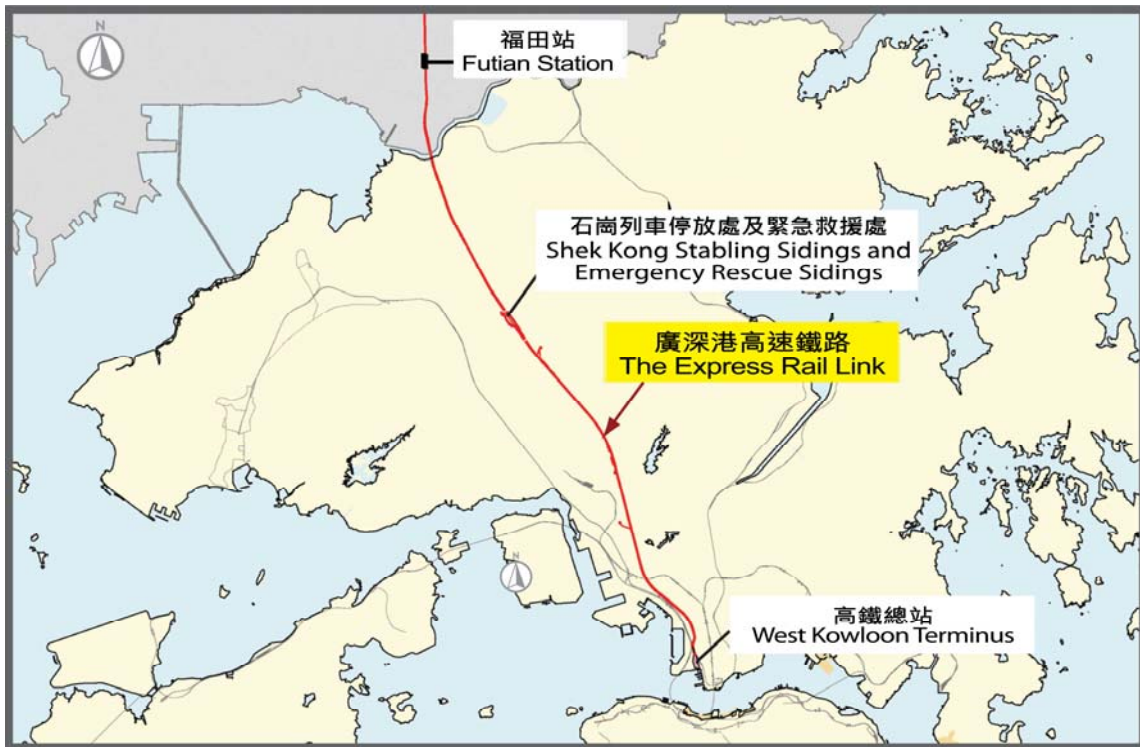 N
福田站
Futian Station
石崗列車停放處及緊急救援處
Shek Kong Stabling Sidings and
Emergency Rescue Sidings
廣深港高速鐵路
The Express Rail Link
N
高鐵總站
West Kowloon Terminus